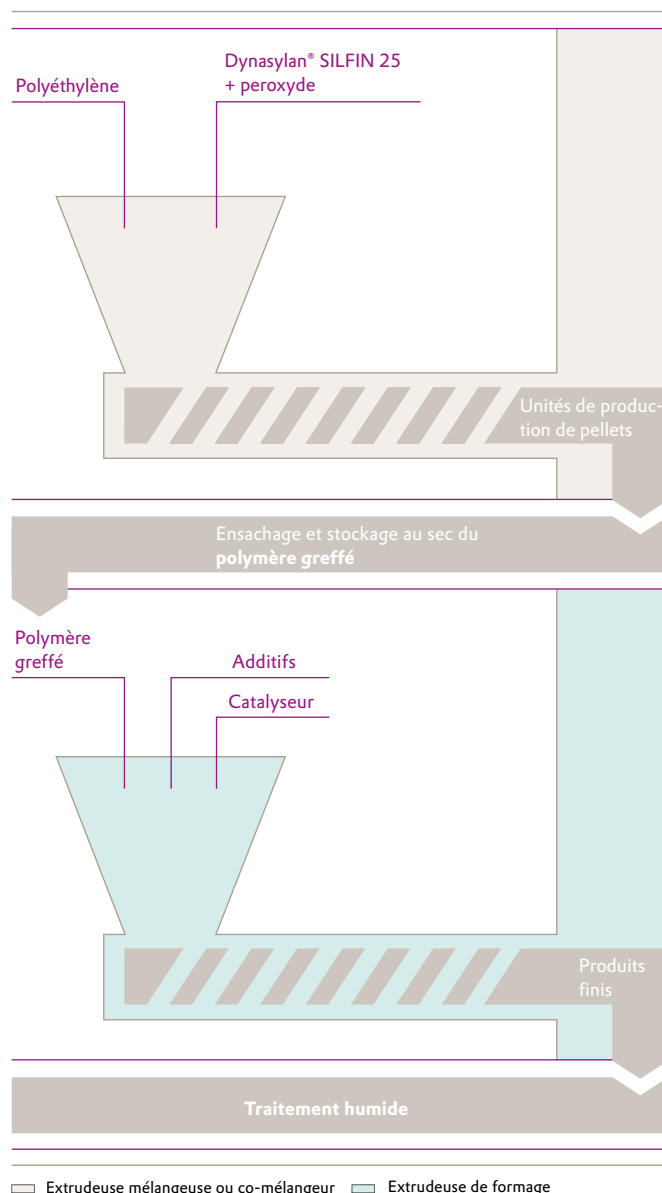 Polyéthylène
Dynasylan® SILFIN 25
+ peroxyde
Unités de produc-
tion de pellets
Ensachage et stockage au sec du
polymère greffé
Polymère
greffé
Additifs
Catalyseur
Produits
finis
Traitement humide
Extrudeuse mélangeuse ou co-mélangeur
Extrudeuse de formage